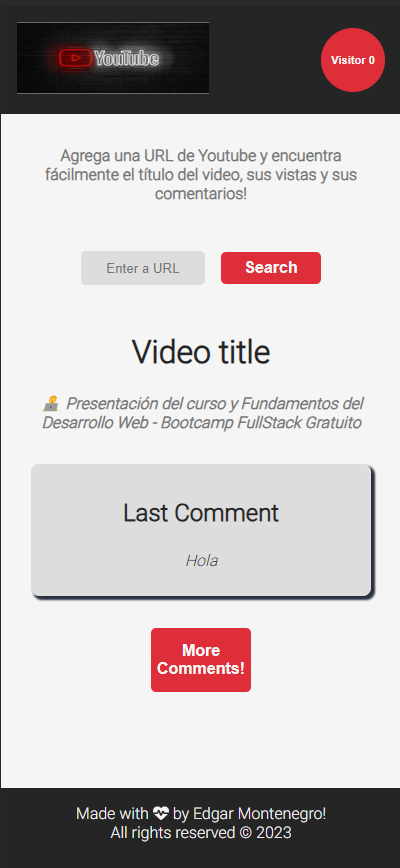 YouTube
Visitor 0
Agrega una URL de Youtube y encuentra
fácilmente el título del video, sus vistas y sus
comentarios!
Enter a URL
Search
Video title
🧑‍💻 Presentación del curso y Fundamentos del
Desarrollo Web - Bootcamp FullStack Gratuito
Last Comment
Hola
More
Comments!
Made with by Edgar Montenegro!
All rights reserved © 2023